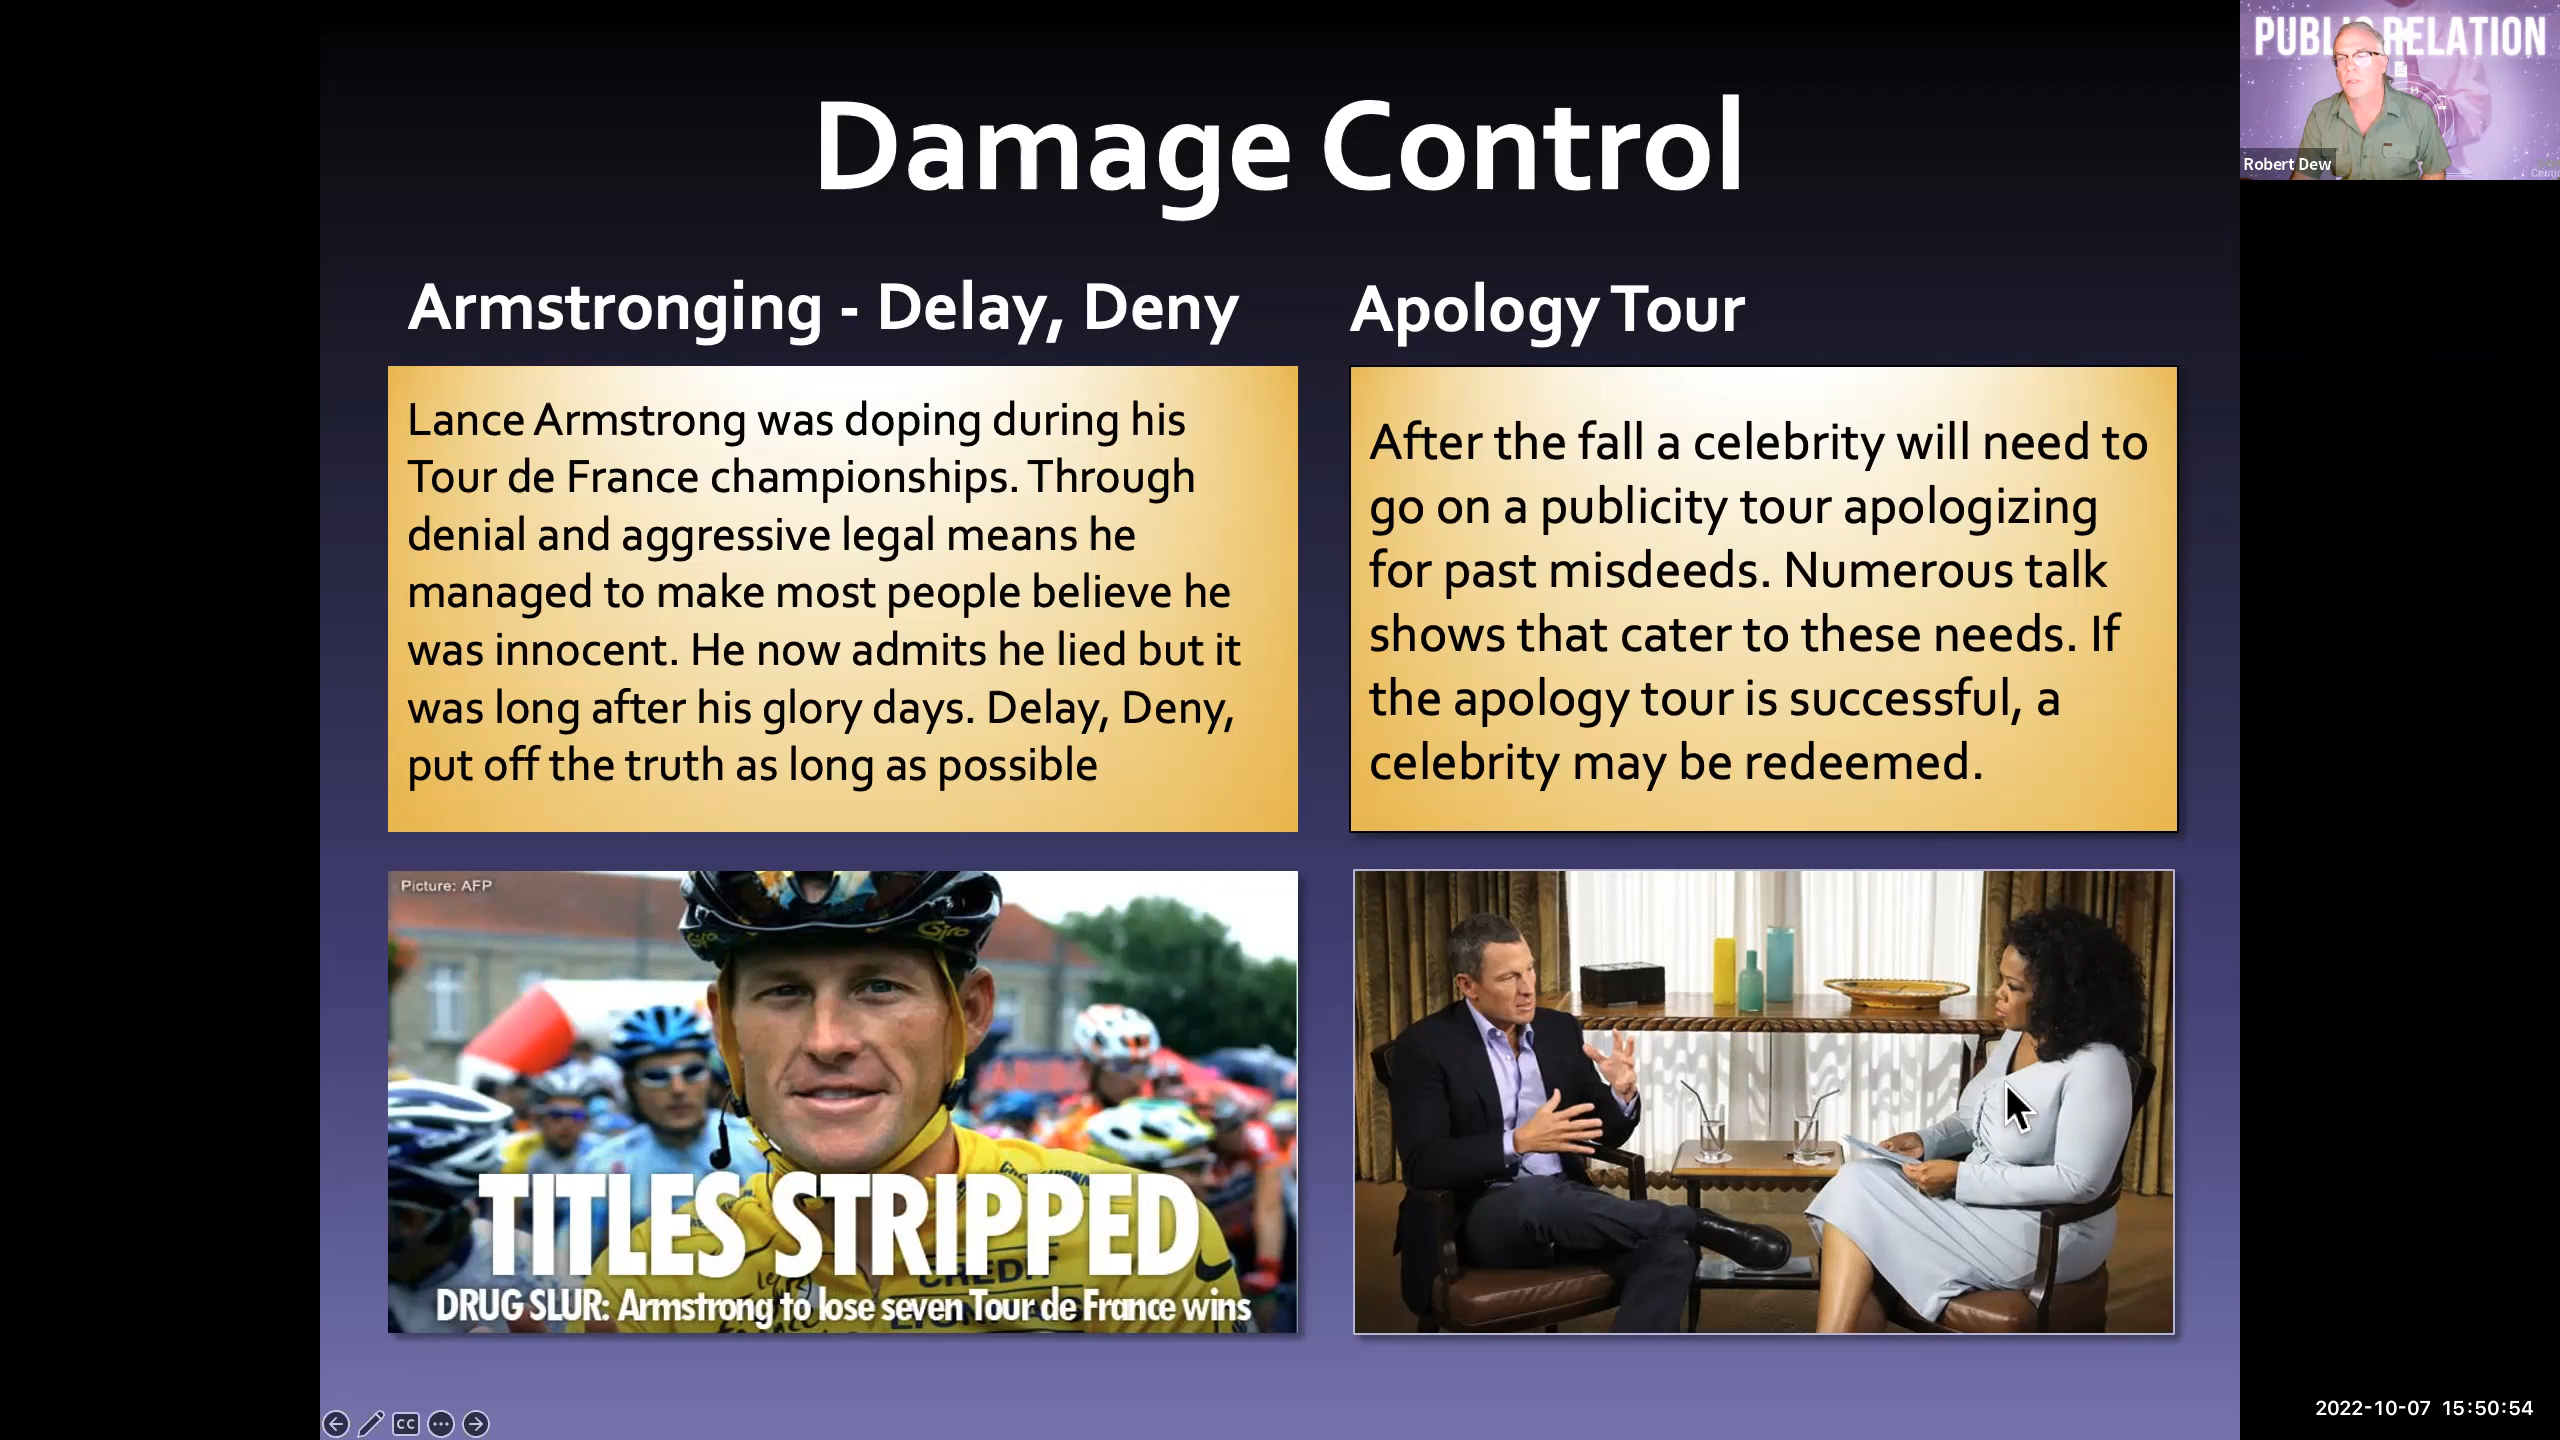 Damage Control
Armstronging - Delay, Deny
Lance Armstrong was doping during his
Tour de France championships. Through
denial and aggressive legal means he
managed to make most people believe he
was innocent. He now admits he lied but it
was long after his glory days. Delay, Deny,
put off the truth as long as possible
Apology Tour
After the fall a celebrity will need to
go on a publicity tour apologizing
for past misdeeds. Numerous talk
shows that cater to these needs. If
the apology tour is successful, a
celebrity may be redeemed.
Picture: AFP
Giro
TITLES STRIPPED
CREDIT
DRUG SLUR: Armstrong to lose seven Tour de France wins
RELATION
Robert Dew
CC
2022-10-07 15:50:54